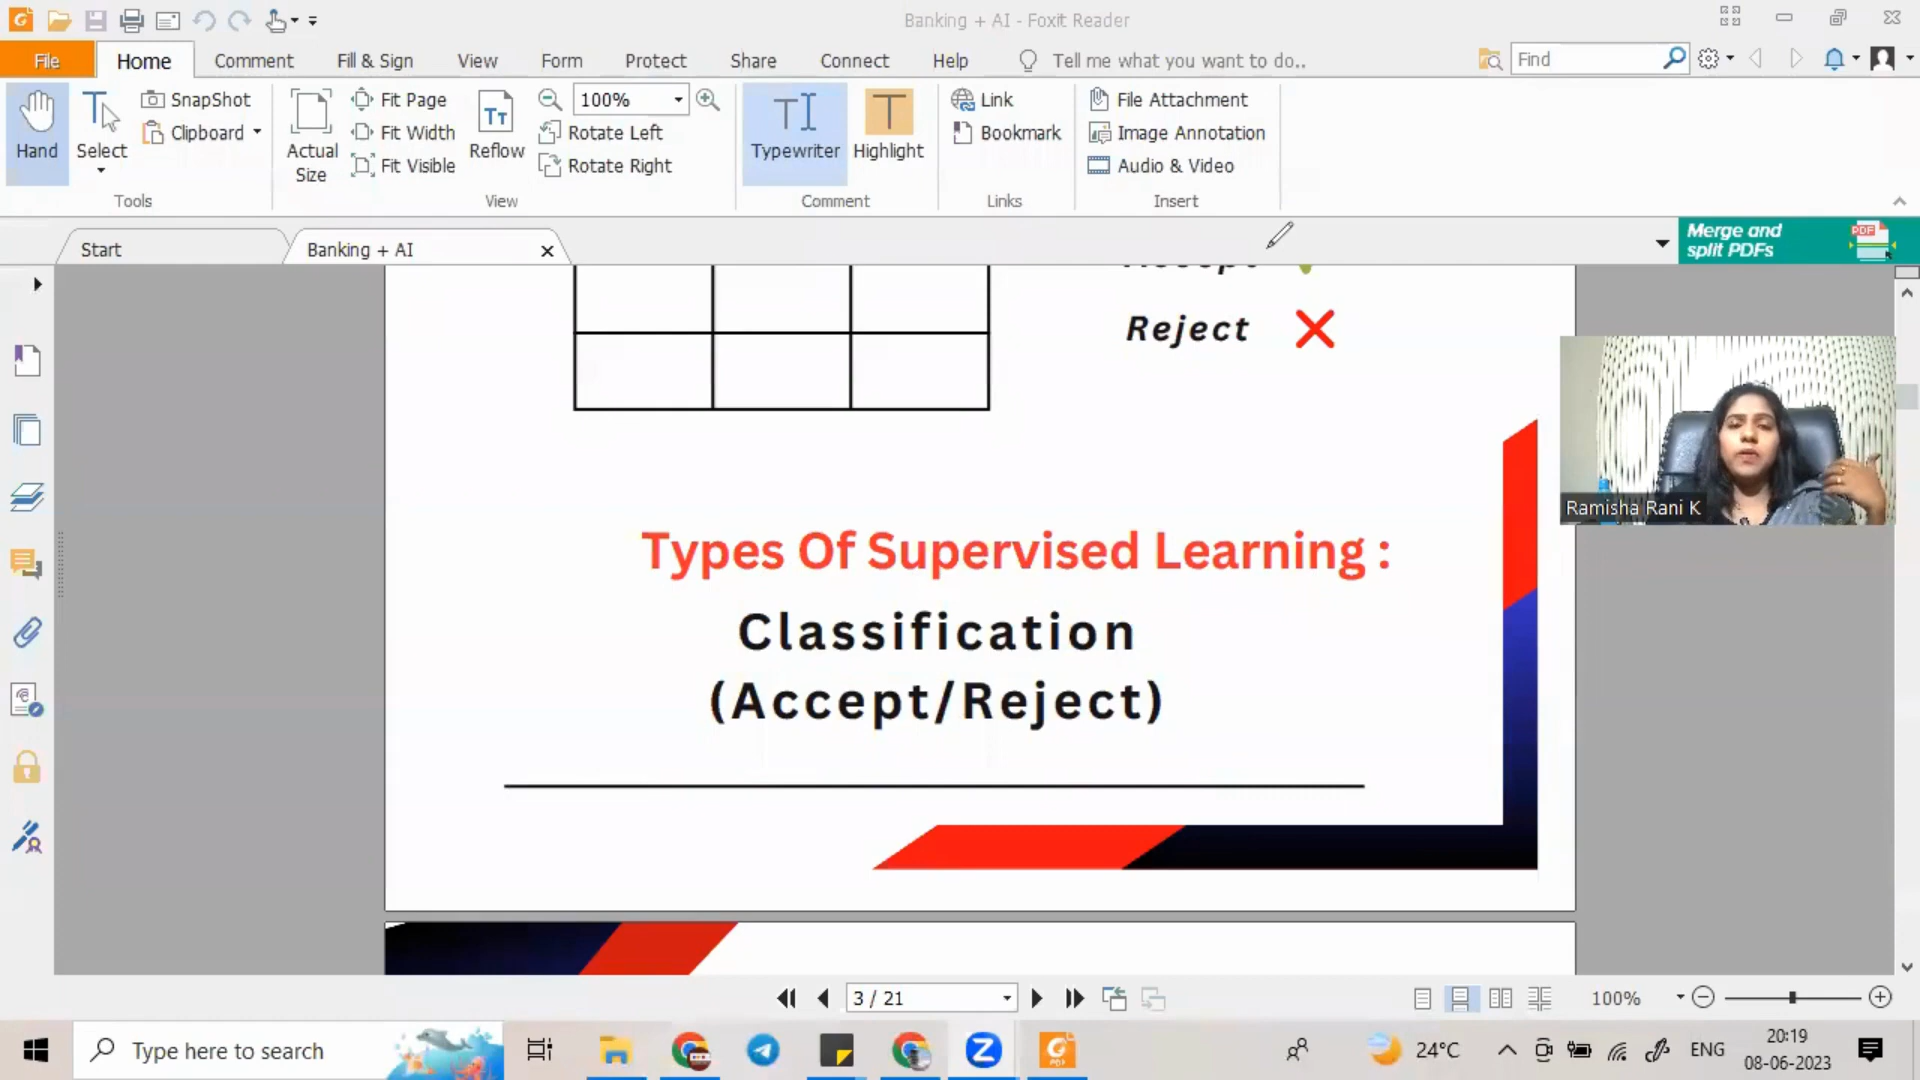 Banking + AI - Foxit Reader
File
Home
Comment
Fill & Sign
View
Form
Protect
Share
Connect
Help
Tell me what you want to do..
Find
Hand
Select
SnapShot
Clipboard
Tools
Actual
Size
Fit Page
Fit Width
Fit Visible
Reflow
100%
Rotate Left
Rotate Right
View
Typewriter
Highlight
Comment
Link
Bookmark
Links
File Attachment
Image Annotation
Audio & Video
Insert
Start
Banking + AI
Merge and
split PDFs
PDF
Reject
Ramisha Rani K
Types Of Supervised Learning :
Classification
(Accept/Reject)
3 / 21
100%
Type here to search
24°C
ENG
20:19
08-06-2023